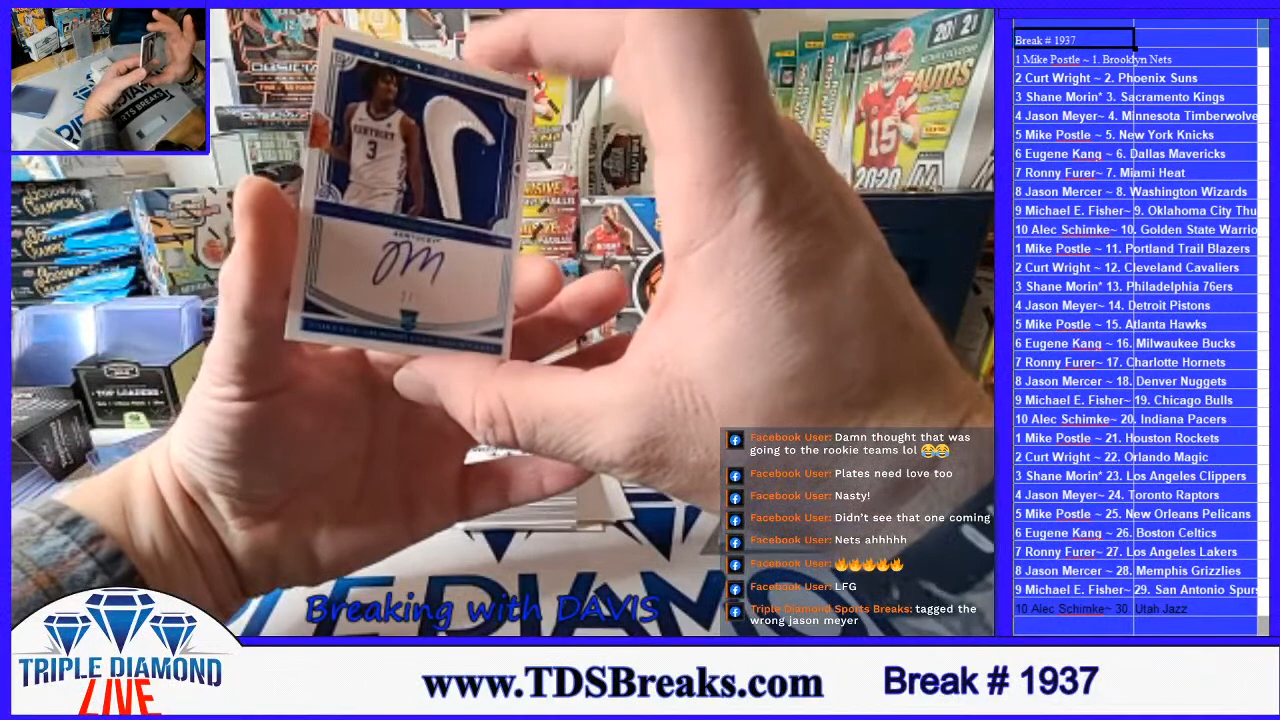 Break # 1937
1 Mike Postle ~ 1. Brooklyn Nets
2 Curt Wright ~ 2. Phoenix Suns
3 Shane Morin* 3. Sacramento Kings
4 Jason Meyer~ 4. Minnesota Timberwolve
5 Mike Postle ~ 5. New York Knicks
6 Eugene Kang ~ 6. Dallas Mavericks
7 Ronny Furer~ 7. Miami Heat
8 Jason Mercer ~ 8. Washington Wizards
9 Michael E. Fisher~ 9. Oklahoma City Thu
10 Alec Schimke~ 10. Golden State Warrio
1 Mike Postle ~ 11. Portland Trail Blazers
2 Curt Wright ~ 12. Cleveland Cavaliers
3 Shane Morin* 13. Philadelphia 76ers
4 Jason Meyer~ 14. Detroit Pistons
5 Mike Postle ~ 15. Atlanta Hawks
6 Eugene Kang ~ 16. Milwaukee Bucks
7 Ronny Furer~ 17. Charlotte Hornets
8 Jason Mercer ~ 18. Denver Nuggets
9 Michael E. Fisher~ 19. Chicago Bulls
10 Alec Schimke~ 20. Indiana Pacers
1 Mike Postle ~ 21. Houston Rockets
2 Curt Wright ~ 22. Orlando Magic
3 Shane Morin* 23. Los Angeles Clippers
4 Jason Meyer~ 24. Toronto Raptors
5 Mike Postle ~ 25. New Orleans Pelicans
6 Eugene Kang ~ 26. Boston Celtics
7 Ronny Furer~ 27. Los Angeles Lakers
8 Jason Mercer ~ 28. Memphis Grizzlies
9 Michael E. Fisher~ 29. San Antonio Spurs
10 Alec Schimke~ 30. Utah Jazz
20 21
AUTOS
15
2020
KENTUCKY
3
KENTUCKY
TOP LOADERS
Facebook User: Damn thought that was
going to the rookie teams lol 😂😂
Facebook User: Plates need love too
Facebook User: Nasty!
Facebook User: Didn't see that one coming
Facebook User: Nets ahhhhh
Facebook User: 🔥🔥🔥🔥🔥
Facebook User: LFG
Triple Diamond Sports Breaks: tagged the
wrong jason meyer
Breaking with DAVIS
TRIPLE DIAMOND
LIVE
www.TDSBreaks.com
Break # 1937